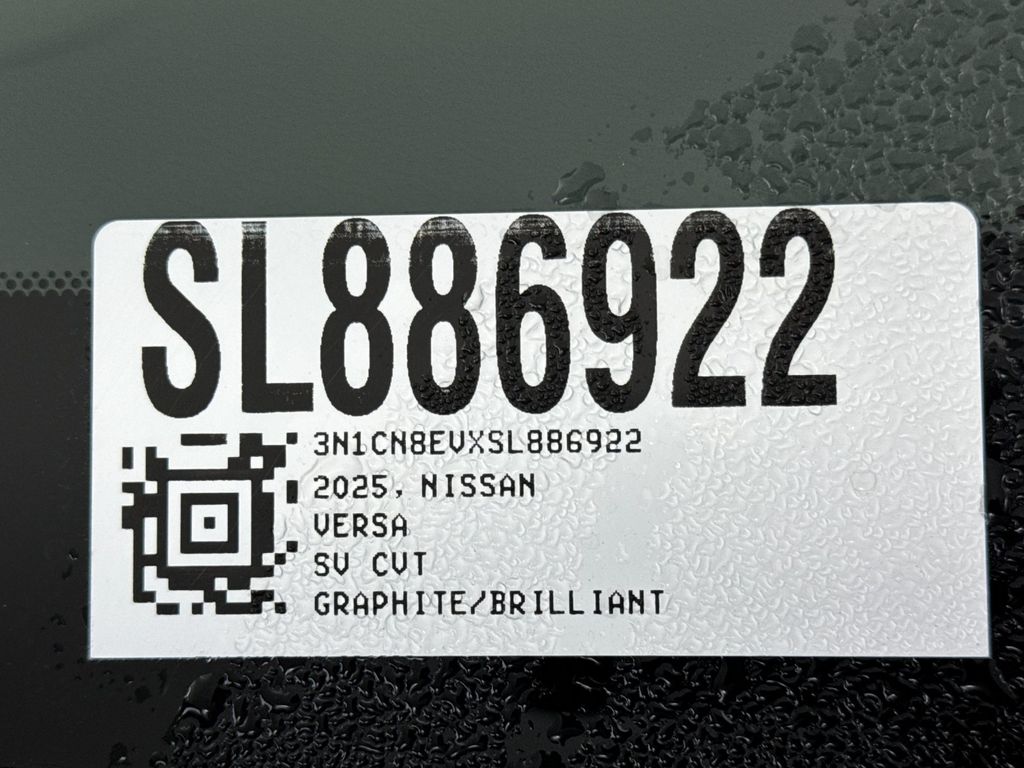 SL886922
3N1CN8EVXSL886922
2025, NISSAN
VERSA
SV CVT
GRAPHITE/BRILLIANT